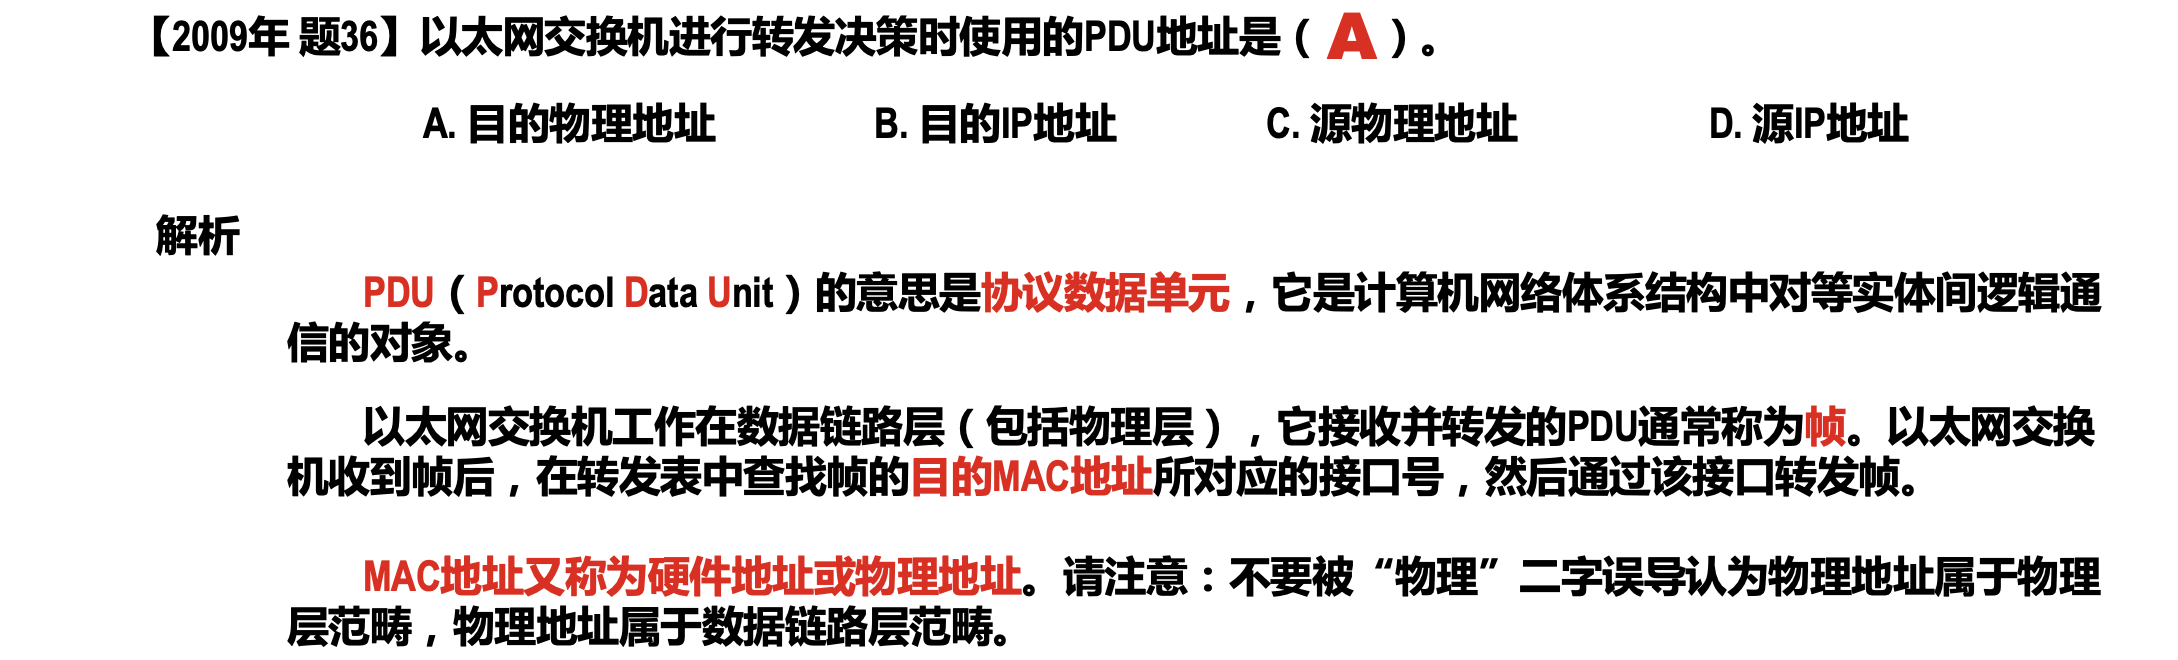 【2009年 题36】以太网交换机进行转发决策时使用的PDU地址是（ A ）。
A. 目的物理地址 B. 目的IP地址 C. 源物理地址 D. 源IP地址
解析
PDU（Protocol Data Unit）的意思是协议数据单元，它是计算机网络体系结构中对等实体间逻辑通
信的对象。
以太网交换机工作在数据链路层（包括物理层），它接收并转发的PDU通常称为帧。以太网交换
机收到帧后，在转发表中查找帧的目的MAC地址所对应的接口号，然后通过该接口转发帧。
MAC地址又称为硬件地址或物理地址。请注意：不要被“物理”二字误导认为物理地址属于物理
层范畴，物理地址属于数据链路层范畴。